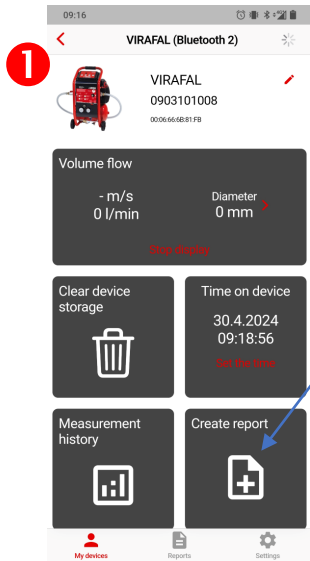 1
09:16
VIRAFAL (Bluetooth 2)
VIRAFAL
0903101008
00:06:66:6B:81:FB
Volume flow
- m/s
0 l/min
Diameter
0 mm
Stop display
Clear device
storage
Time on device
30.4.2024
09:18:56
Set the time
Measurement
history
Create report
My devices
Reports
Settings